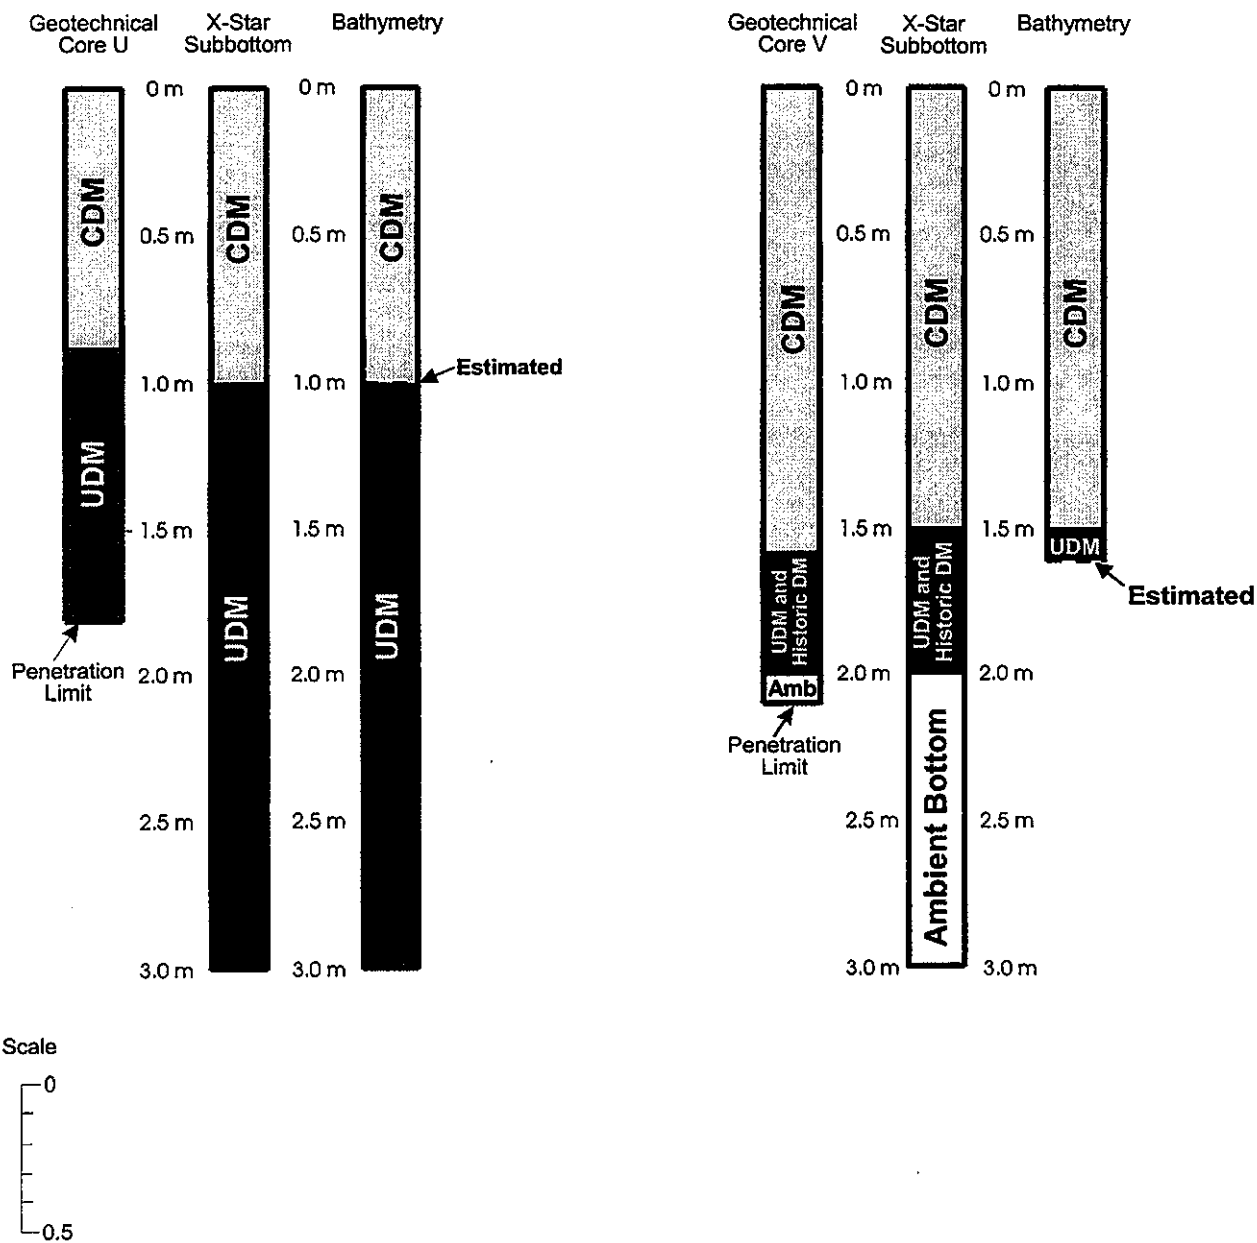 Geotechnical
Core U
X-Star
Subbottom
Bathymetry
0 m
0 m
CDM
CDM
CDM
0.5 m
0.5 m
1.0 m
1.0 m
Estimated
UDM
UDM
UDM
1.5 m
1.5 m
Penetration
Limit
2.0 m
2.0 m
2.5 m
2.5 m
3.0 m
3.0 m
Geotechnical
Core V
X-Star
Subbottom
Bathymetry
0 m
0 m
CDM
CDM
CDM
0.5 m
0.5 m
1.0 m
1.0 m
1.5 m
1.5 m
UDM and
Historic DM
UDM and
Historic DM
UDM
Estimated
Amb
2.0 m
2.0 m
Penetration
Limit
Ambient Bottom
2.5 m
2.5 m
3.0 m
3.0 m
Scale
0
0.5